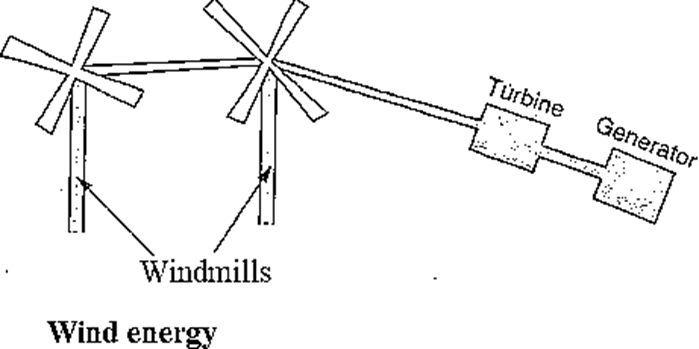 Turbine
Generator
Windmills
Wind energy